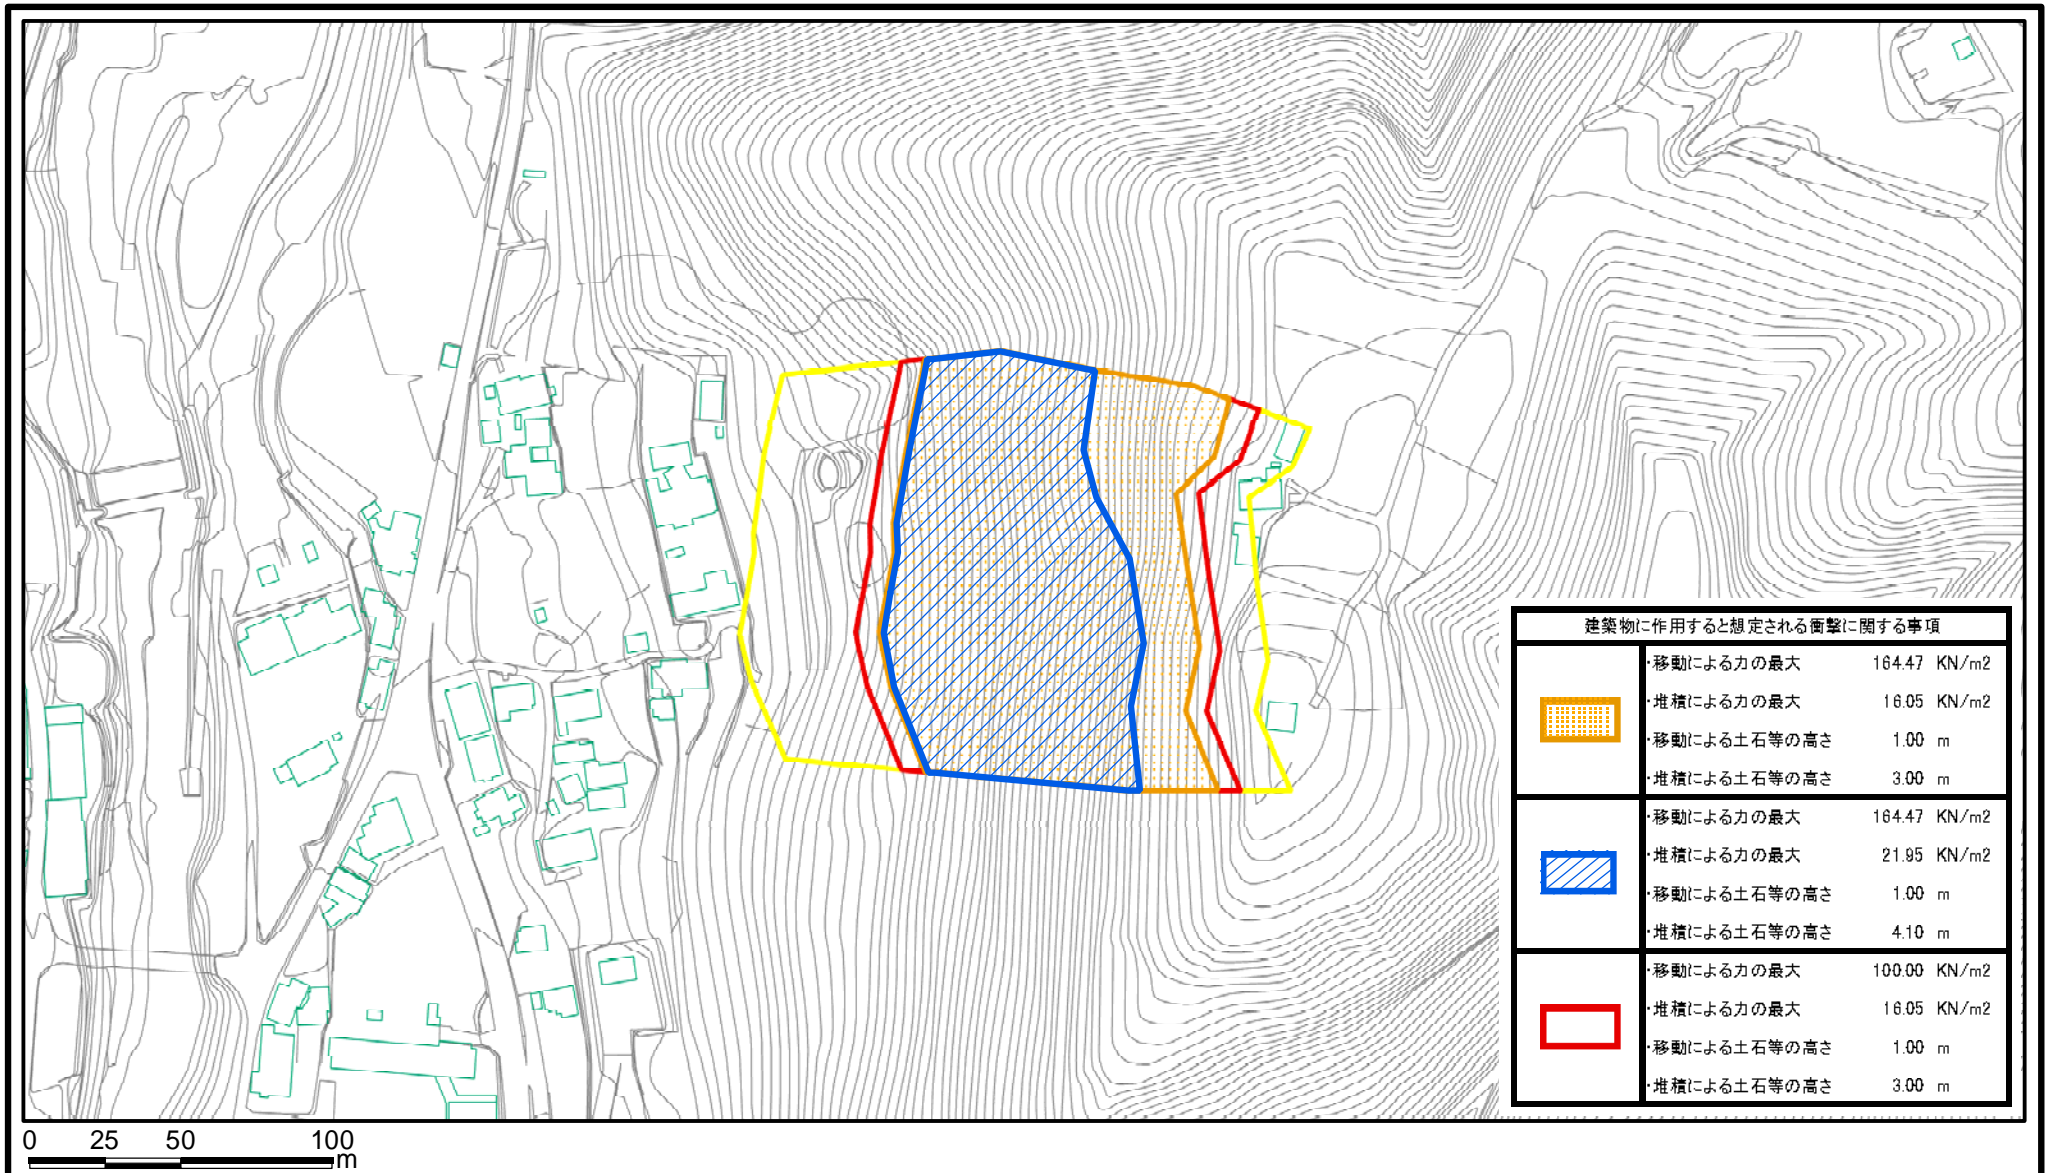 建築物に作用すると想定される衝撃に関する事項
・移動による力の最大 164.47 KN/m2
・堆積による力の最大 16.05 KN/m2
・移動による土石等の高さ 1.00 m
・堆積による土石等の高さ 3.00 m
・移動による力の最大 164.47 KN/m2
・堆積による力の最大 21.95 KN/m2
・移動による土石等の高さ 1.00 m
・堆積による土石等の高さ 4.10 m
・移動による力の最大 100.00 KN/m2
・堆積による力の最大 16.05 KN/m2
・移動による土石等の高さ 1.00 m
・堆積による土石等の高さ 3.00 m
0 25 50 100
m